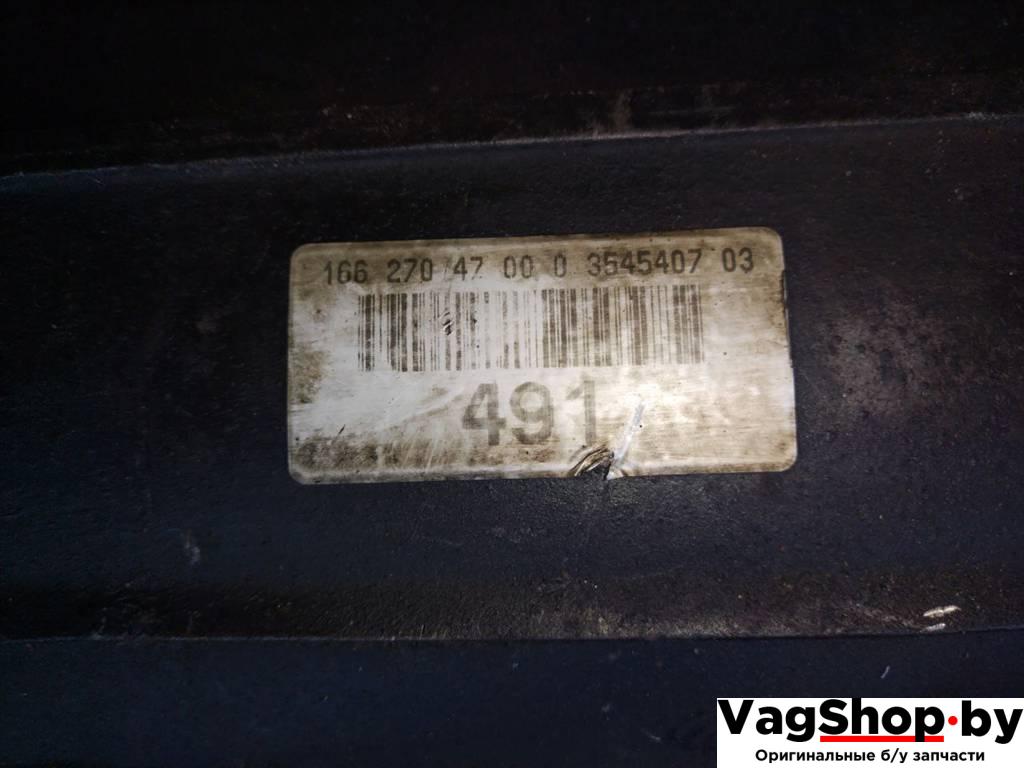 166 270 47 00 0 3545407 03
491
VagShop.by
Оригинальные б/у запчасти